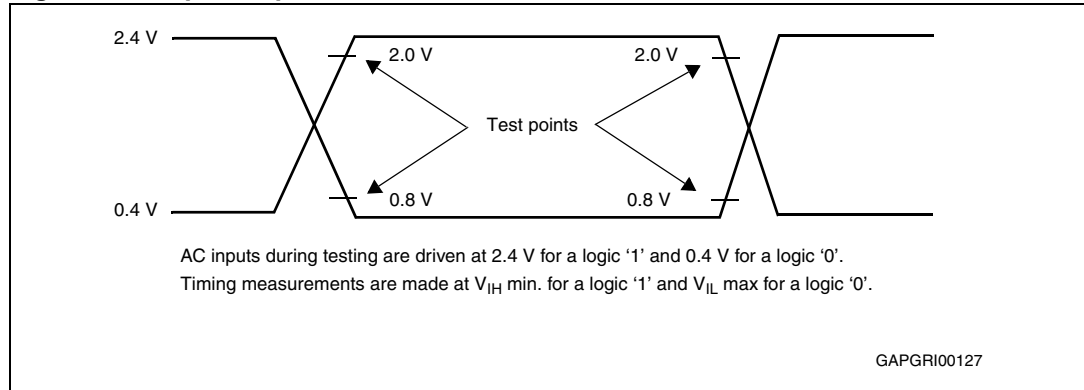 2.4 V
2.0 V
2.0 V
Test points
0.8 V
0.8 V
0.4 V
AC inputs during testing are driven at 2.4 V for a logic ‘1’ and 0.4 V for a logic ‘0’.
Timing measurements are made at VIH min. for a logic ‘1’ and VIL max for a logic ‘0’.
GAPGRI00127